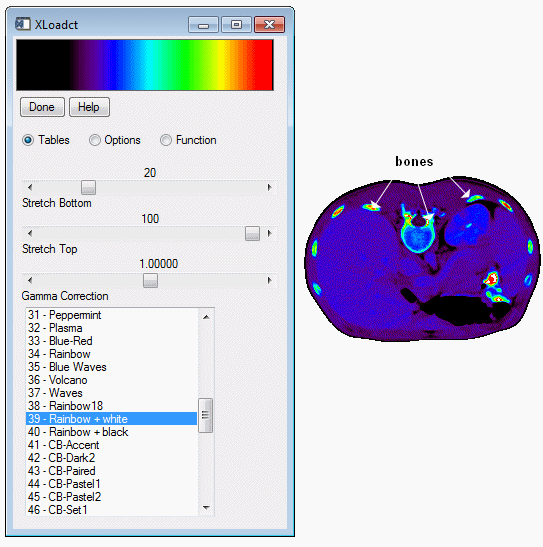 XLoadct
Done Help
Tables Options Function
20
Stretch Bottom
100
Stretch Top
1.00000
Gamma Correction
31 - Peppermint
32 - Plasma
33 - Blue-Red
34 - Rainbow
35 - Blue Waves
36 - Volcano
37 - Waves
38 - Rainbow18
39 - Rainbow + white
40 - Rainbow + black
41 - CB-Accent
42 - CB-Dark2
43 - CB-Paired
44 - CB-Pastel1
45 - CB-Pastel2
46 - CB-Set1
bones